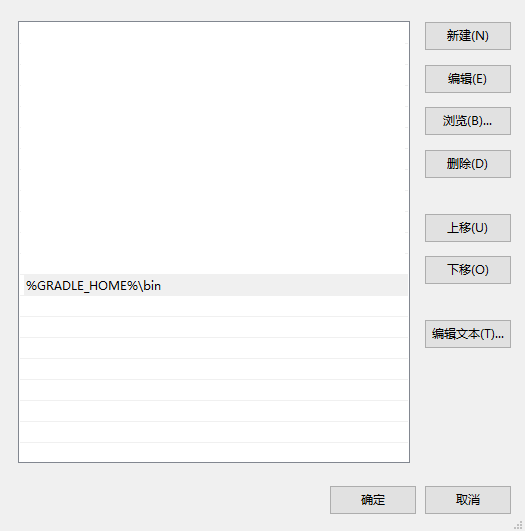 新建(N)
编辑(E)
浏览(B)...
删除(D)
上移(U)
%GRADLE_HOME%\bin
下移(O)
编辑文本(T)...
确定
取消